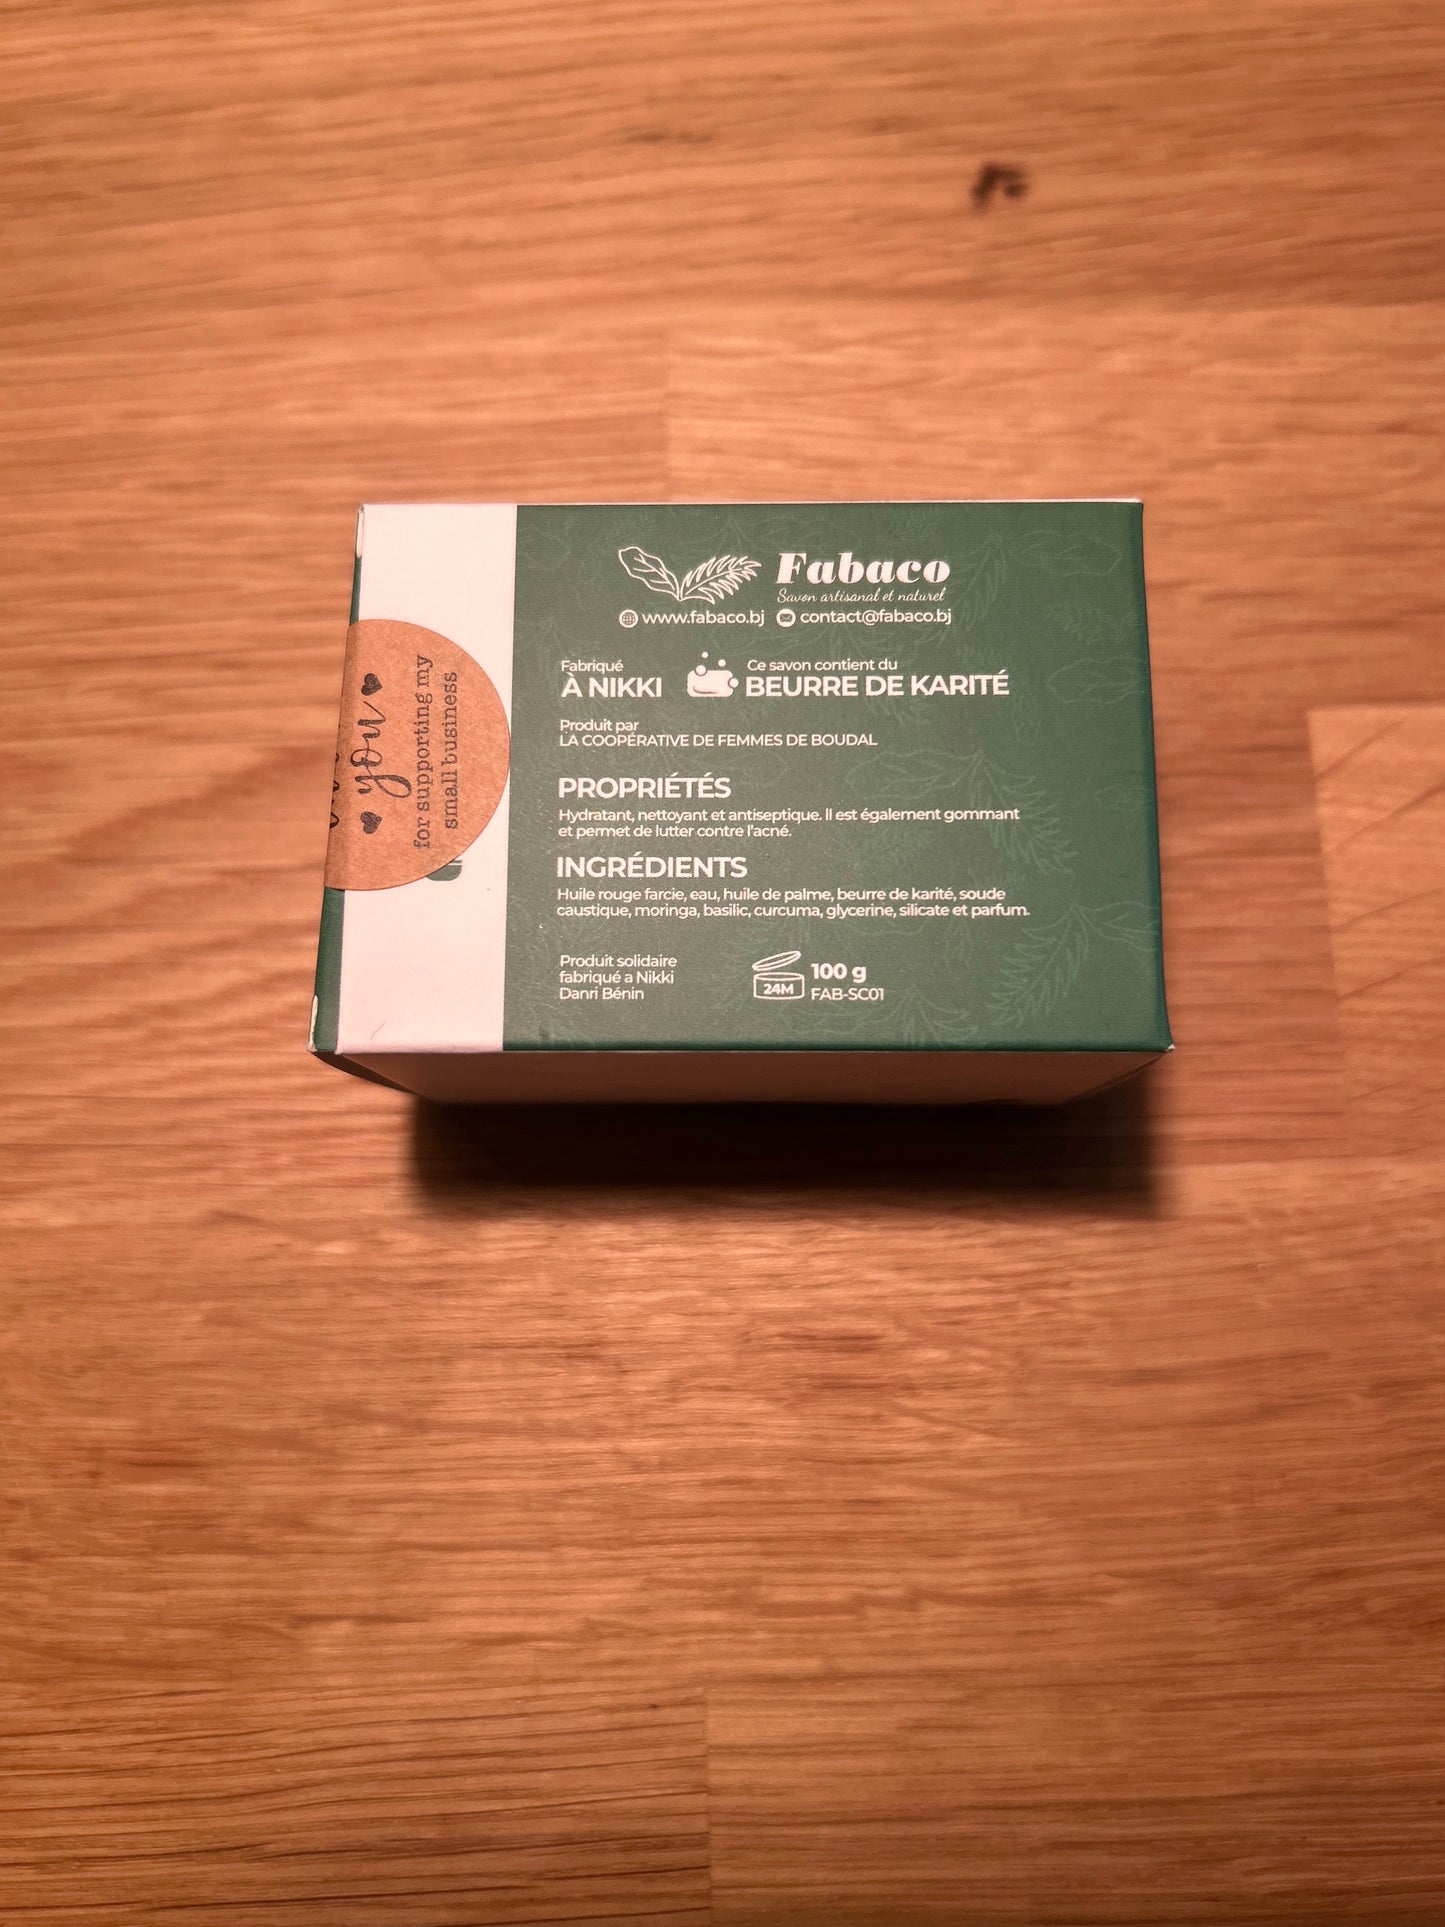 Fabaco
Savon artisanal et naturel
www.fabaco.bj contact@fabaco.bj
Fabriqué
À NIKKI
Ce savon contient du
BEURRE DE KARITÉ
Produit par
LA COOPÉRATIVE DE FEMMES DE BOUDAL
PROPRIÉTÉS
Hydratant, nettoyant et antiseptique. Il est également gommant
et permet de lutter contre l'acné.
INGRÉDIENTS
Huile rouge farcie, eau, huile de palme, beurre de karité, soude
caustique, moringa, basilic, curcuma, glycerine, silicate et parfum.
Produit solidaire
fabriqué a Nikki
Danri Bénin
24M
100 g
FAB-SC01
you
for supporting my
small business